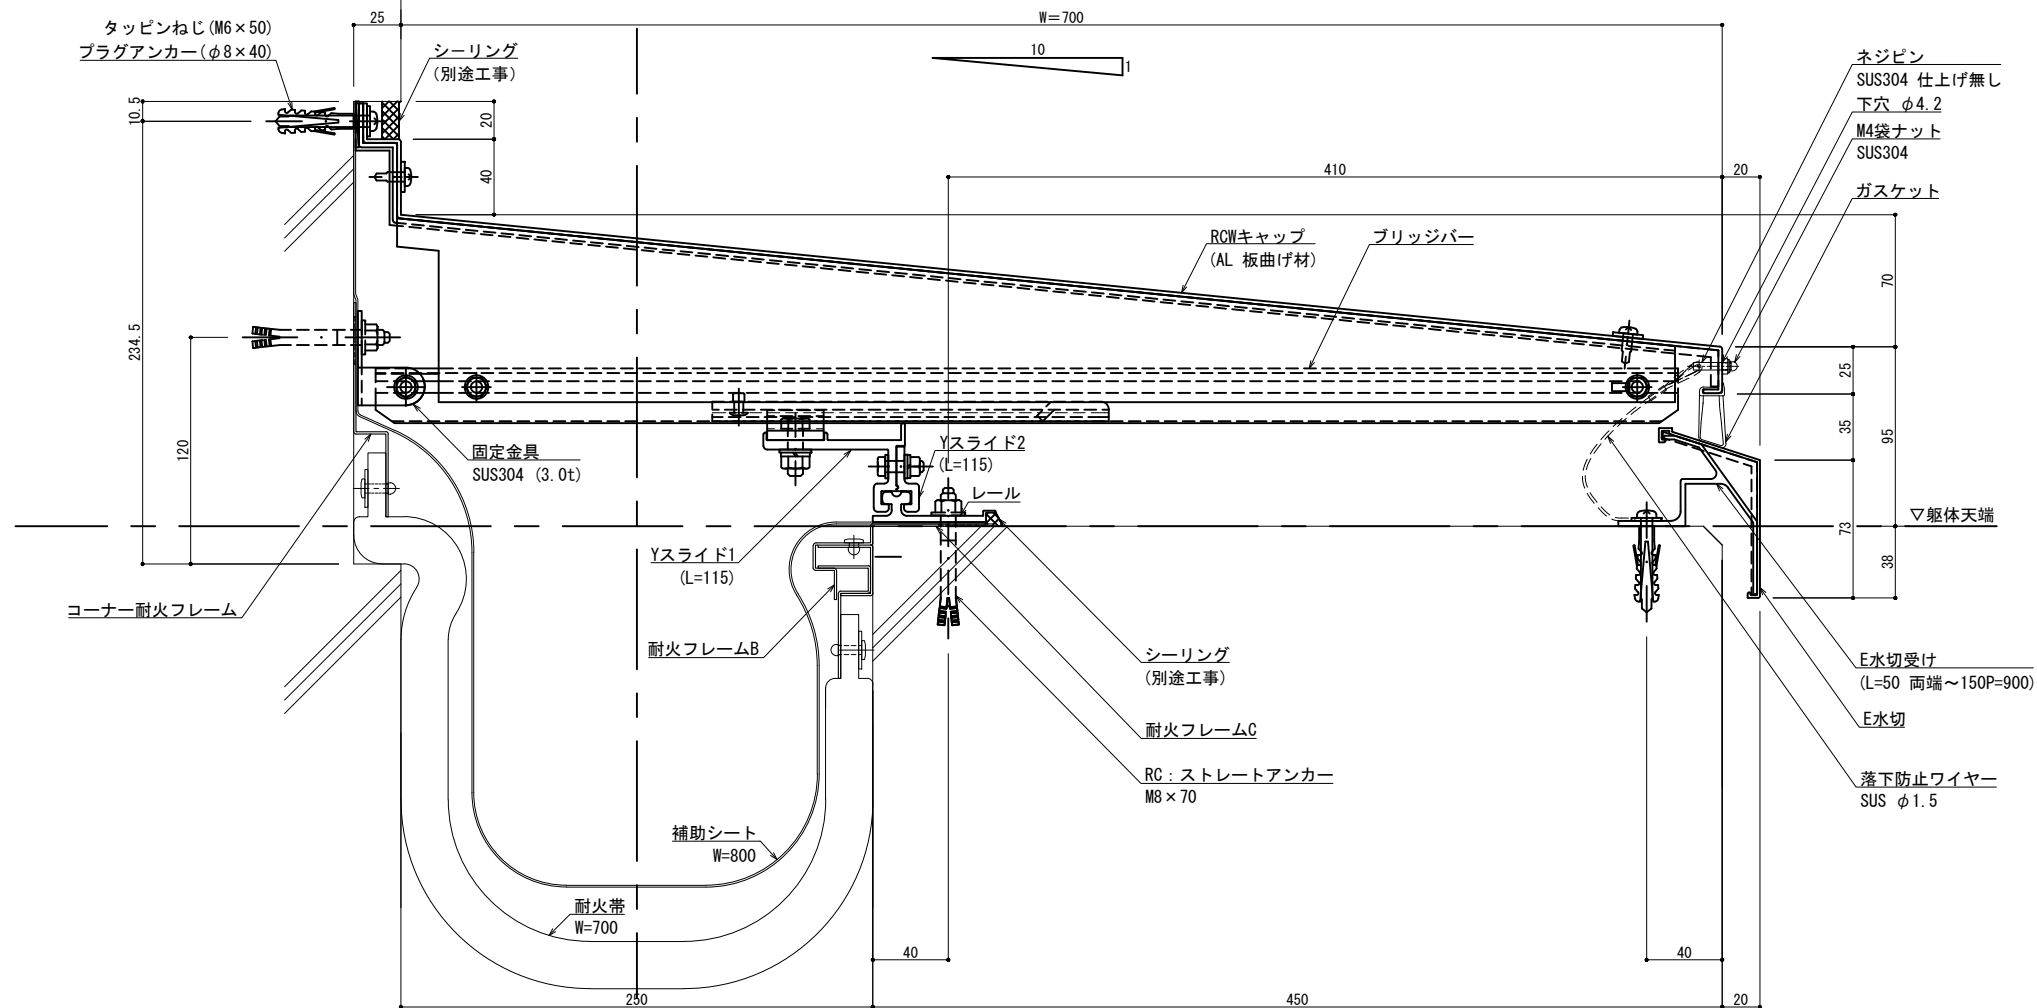 タッピンねじ(M6×50)
プラグアンカー(φ8×40)
25
W=700
シーリング
(別途工事)
10
1
ネジピン
SUS304 仕上げ無し
下穴 φ4.2
M4袋ナット
SUS304
ガスケット
10.5
20
40
410
20
RCWキャップ
(AL 板曲げ材)
ブリッジバー
70
234.5
120
25
35
95
73
38
固定金具
SUS304 (3.0t)
Yスライド2
(L=115)
レール
▽躯体天端
Yスライド1
(L=115)
コーナー耐火フレーム
耐火フレームB
シーリング
(別途工事)
E水切受け
(L=50 両端～150P=900)
E水切
耐火フレームC
RC：ストレートアンカー
M8×70
落下防止ワイヤー
SUS φ1.5
補助シート
W=800
耐火帯
W=700
40
40
250
450
20